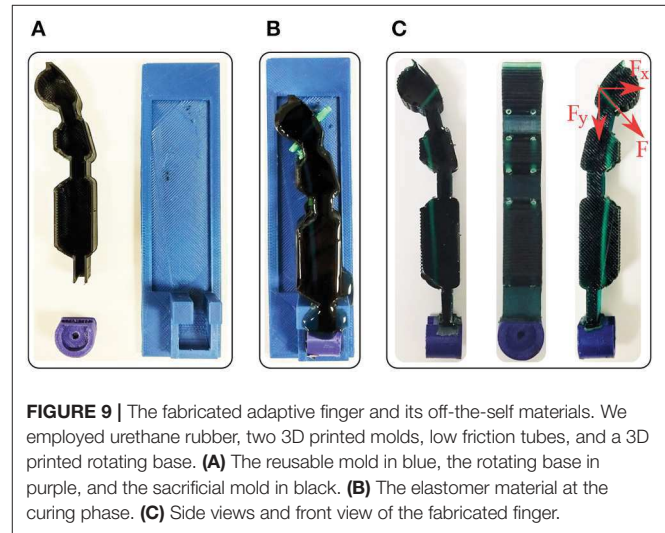 A
B
C
Fx
Fy
F
FIGURE 9 | The fabricated adaptive finger and its off-the-self materials. We
employed urethane rubber, two 3D printed molds, low friction tubes, and a 3D
printed rotating base. (A) The reusable mold in blue, the rotating base in
purple, and the sacrificial mold in black. (B) The elastomer material at the
curing phase. (C) Side views and front view of the fabricated finger.